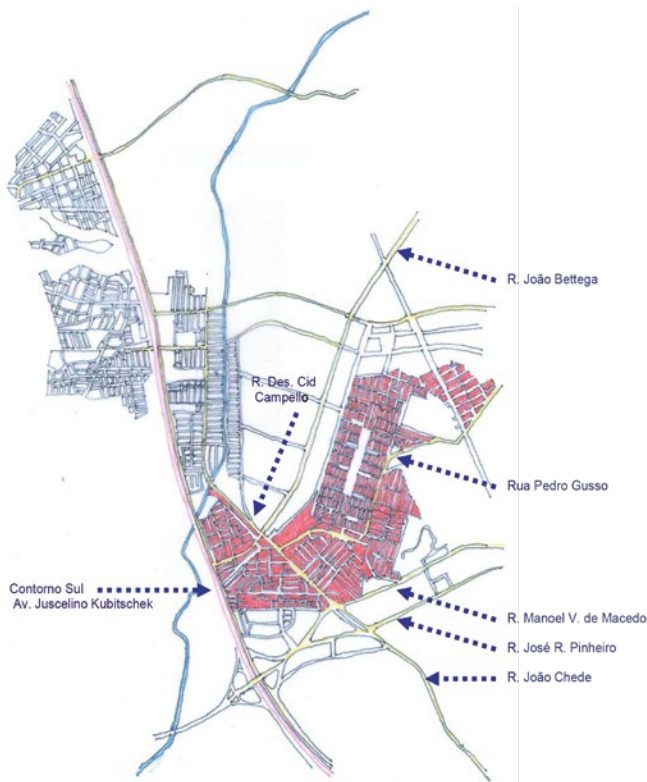 R. João Bettega
R. Des. Cid
Campello
Rua Pedro Gusso
Contorno Sul
Av. Juscelino Kubitschek
R. Manoel V. de Macedo
R. José R. Pinheiro
R. João Chede